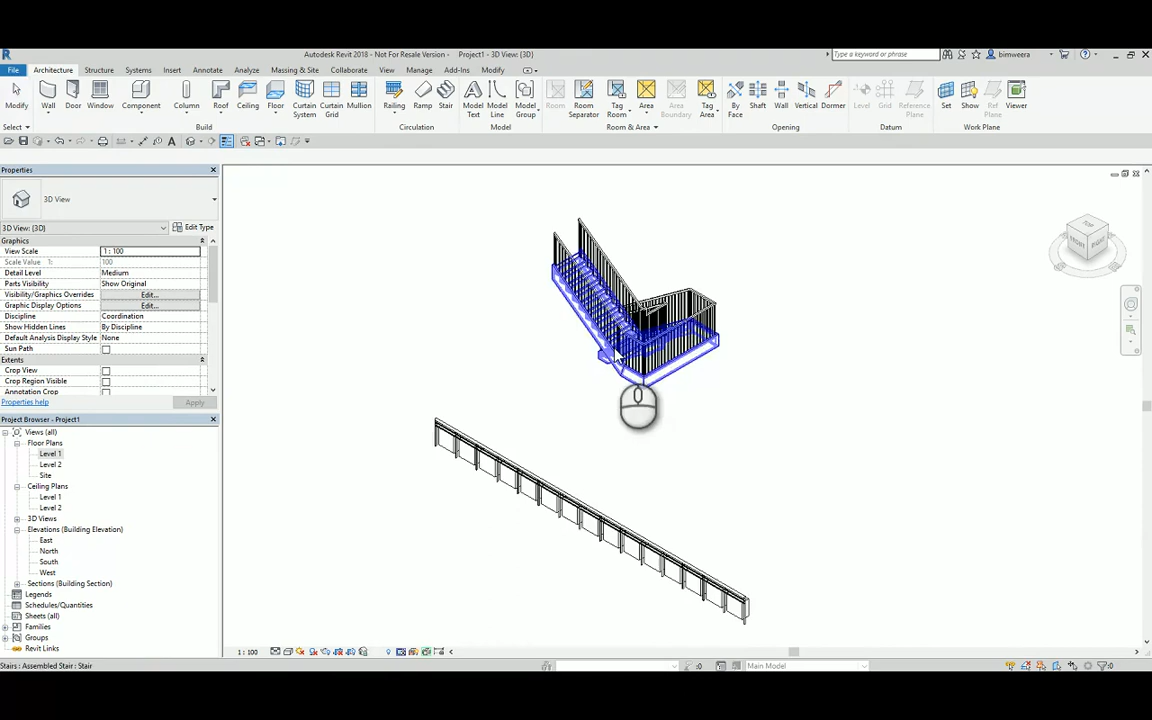 Autodesk Revit 2018 - Not For Resale Version - Project1 - 3D View: {3D}
Type a keyword or phrase
bimweera
File Architecture Structure Systems Insert Annotate Analyze Massing & Site Collaborate View Manage Add-Ins Modify
Modify Wall Door Window Component Column Roof Ceiling Floor Curtain System Curtain Grid Mullion Railing Ramp Stair Model Text Model Line Model Group Room Room Separator Tag Room Area Area Boundary Tag Area By Face Shaft Wall Vertical Dormer Level Grid Reference Plane Set Show Ref Plane Viewer
Select Build Circulation Model Room & Area Opening Datum Work Plane
Properties
3D View
3D View: {3D} Edit Type
Graphics
View Scale 1 : 100
Scale Value 1: 100
Detail Level Medium
Parts Visibility Show Original
Visibility/Graphics Overrides Edit...
Graphic Display Options Edit...
Discipline Coordination
Show Hidden Lines By Discipline
Default Analysis Display Style None
Sun Path
Extents
Crop View
Crop Region Visible
Annotation Crop
Properties help Apply
Project Browser - Project1
Views (all)
Floor Plans
Level 1
Level 2
Site
Ceiling Plans
Level 1
Level 2
3D Views
Elevations (Building Elevation)
East
North
South
West
Sections (Building Section)
Legends
Schedules/Quantities
Sheets (all)
Families
Groups
Revit Links
TOP
FRONT
RIGHT
1 : 100
Stairs : Assembled Stair : Stair
:0
Main Model
:0